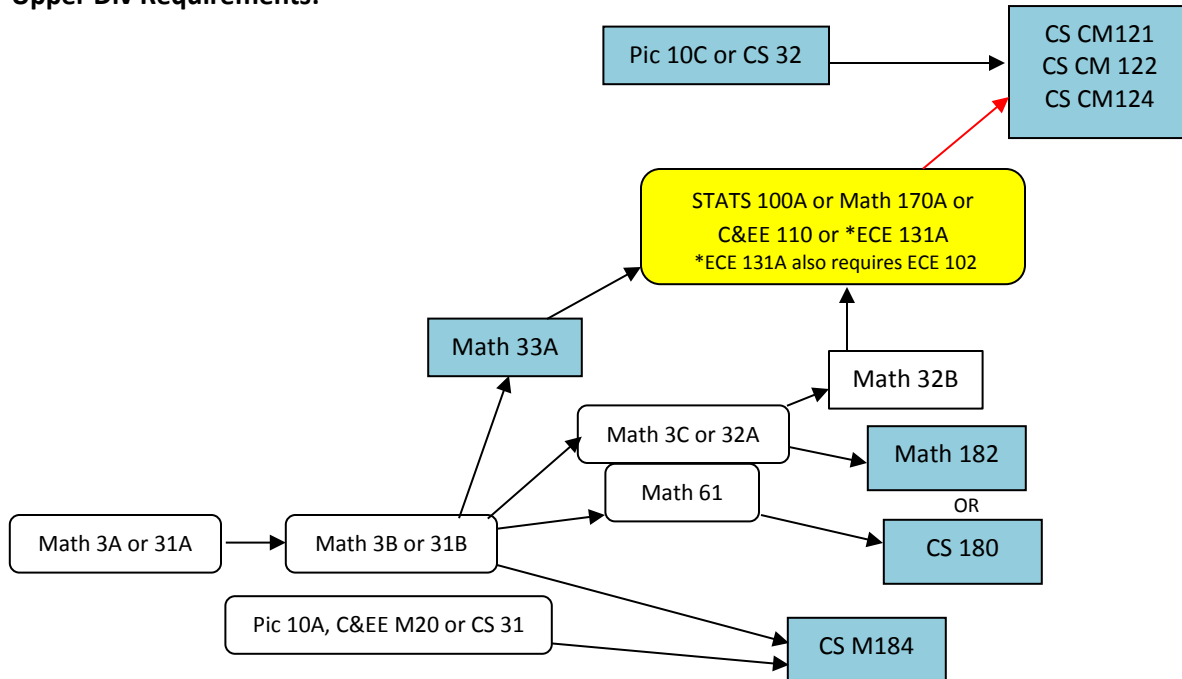 Upper Div Requirements:
Pic 10C or CS 32
CS CM121
CS CM 122
CS CM124
STATS 100A or Math 170A or
C&EE 110 or *ECE 131A
*ECE 131A also requires ECE 102
Math 33A
Math 32B
Math 3C or 32A
Math 182
Math 61
OR
Math 3A or 31A
Math 3B or 31B
CS 180
Pic 10A, C&EE M20 or CS 31
CS M184